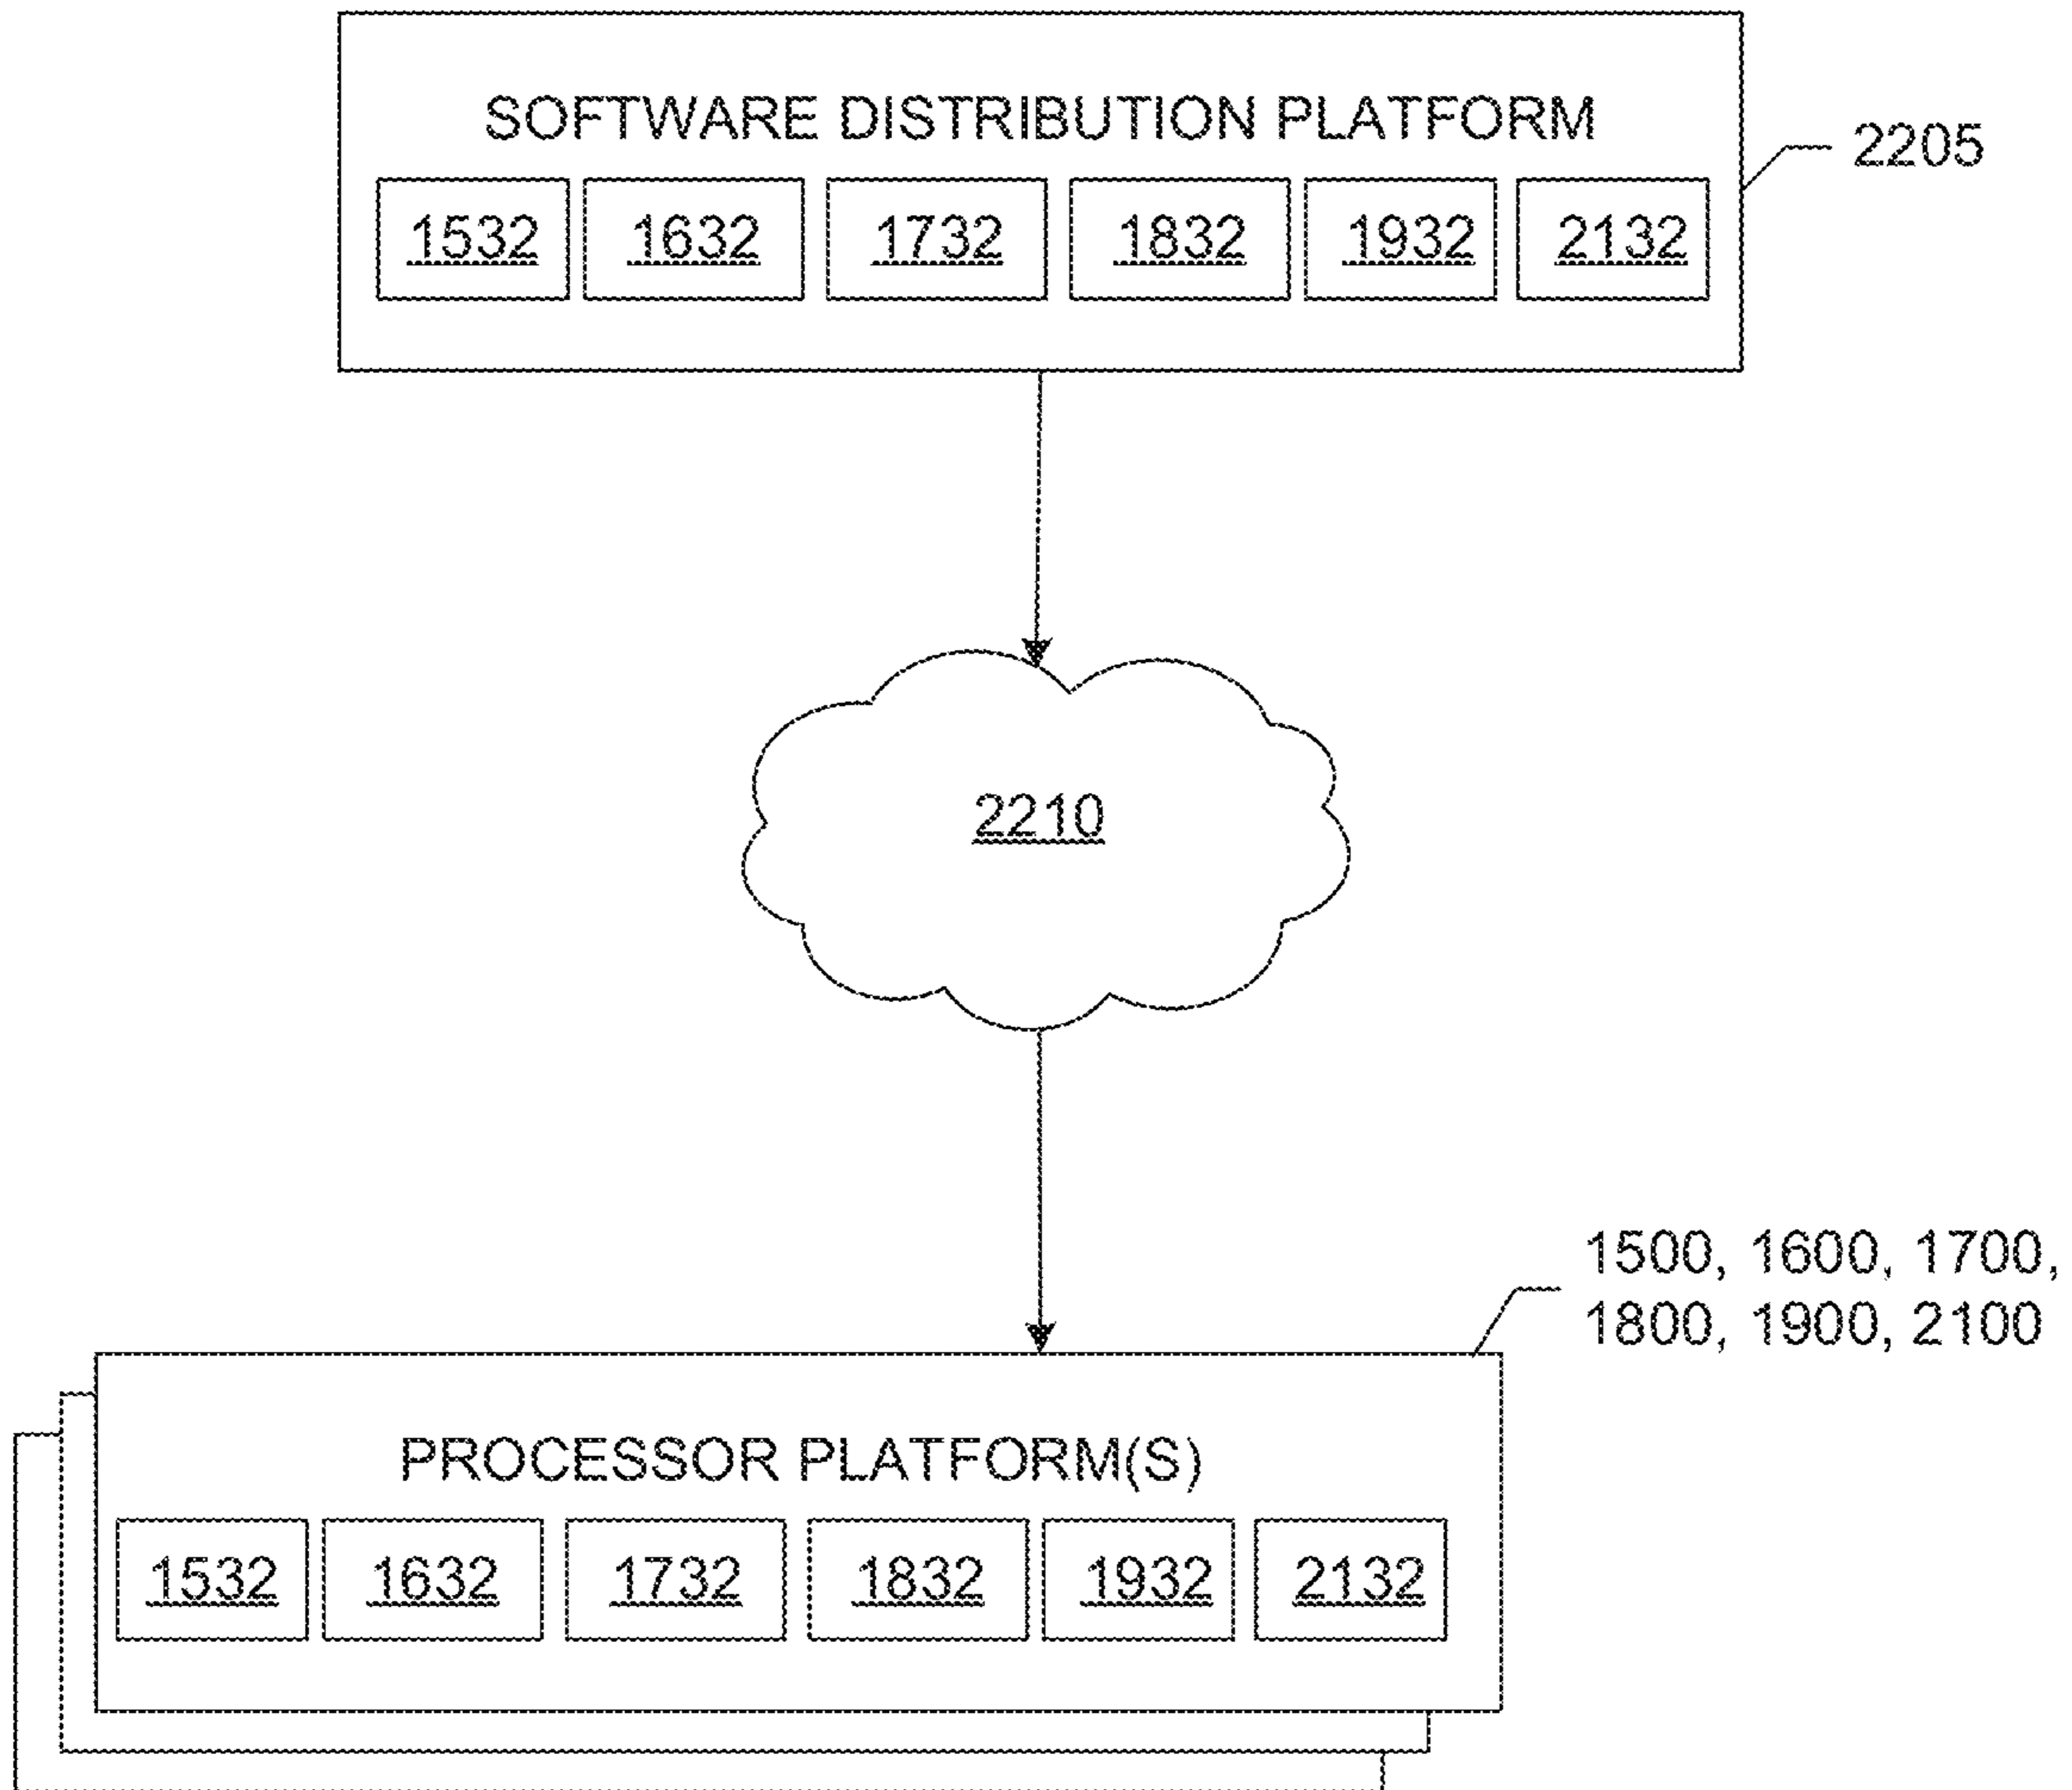 SOFTWARE DISTRIBUTION PLATFORM
2205
1532 1632 1732 1832 1932 2132
2210
1500, 1600, 1700,
1800, 1900, 2100
PROCESSOR PLATFORM(S)
1532 1632 1732 1832 1932 2132